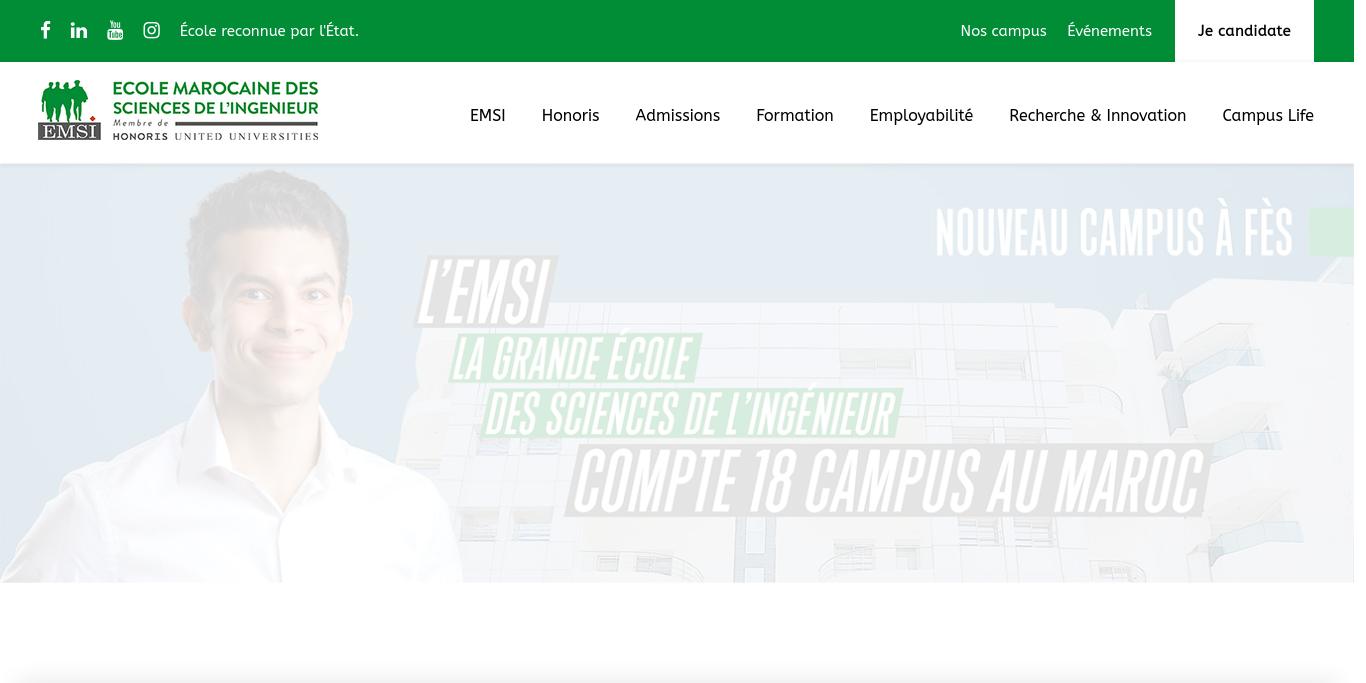 École reconnue par l'État.
Nos campus
Événements
Je candidate
ECOLE MAROCAINE DES
SCIENCES DE L'INGENIEUR
Membre de
HONORIS UNITED UNIVERSITIES
EMSI
EMSI
Honoris
Admissions
Formation
Employabilité
Recherche & Innovation
Campus Life
NOUVEAU CAMPUS À FÈS
L'EMSI
LA GRANDE ÉCOLE
DES SCIENCES DE L'INGÉNIEUR
COMPTE 18 CAMPUS AU MAROC